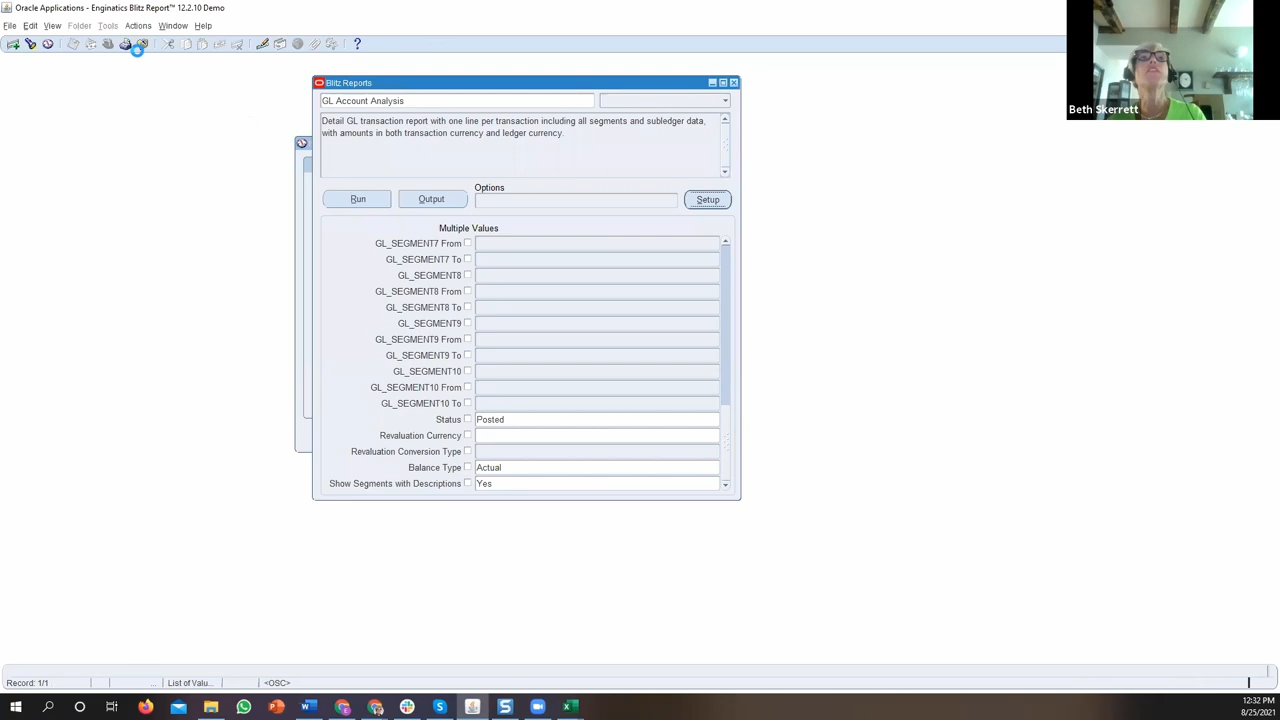 Oracle Applications - Enginatics Blitz Report™ 12.2.10 Demo
File Edit View Folder Tools Actions Window Help
Beth Skerrett
Blitz Reports
GL Account Analysis
Detail GL transaction report with one line per transaction including all segments and subledger data,
with amounts in both transaction currency and ledger currency.
Options
Run Output Setup
Multiple Values
GL_SEGMENT7 From
GL_SEGMENT7 To
GL_SEGMENT8
GL_SEGMENT8 From
GL_SEGMENT8 To
GL_SEGMENT9
GL_SEGMENT9 From
GL_SEGMENT9 To
GL_SEGMENT10
GL_SEGMENT10 From
GL_SEGMENT10 To
Status Posted
Revaluation Currency
Revaluation Conversion Type
Balance Type Actual
Show Segments with Descriptions Yes
Record: 1/1 ... List of Valu... <OSC>
12:32 PM
8/25/2021